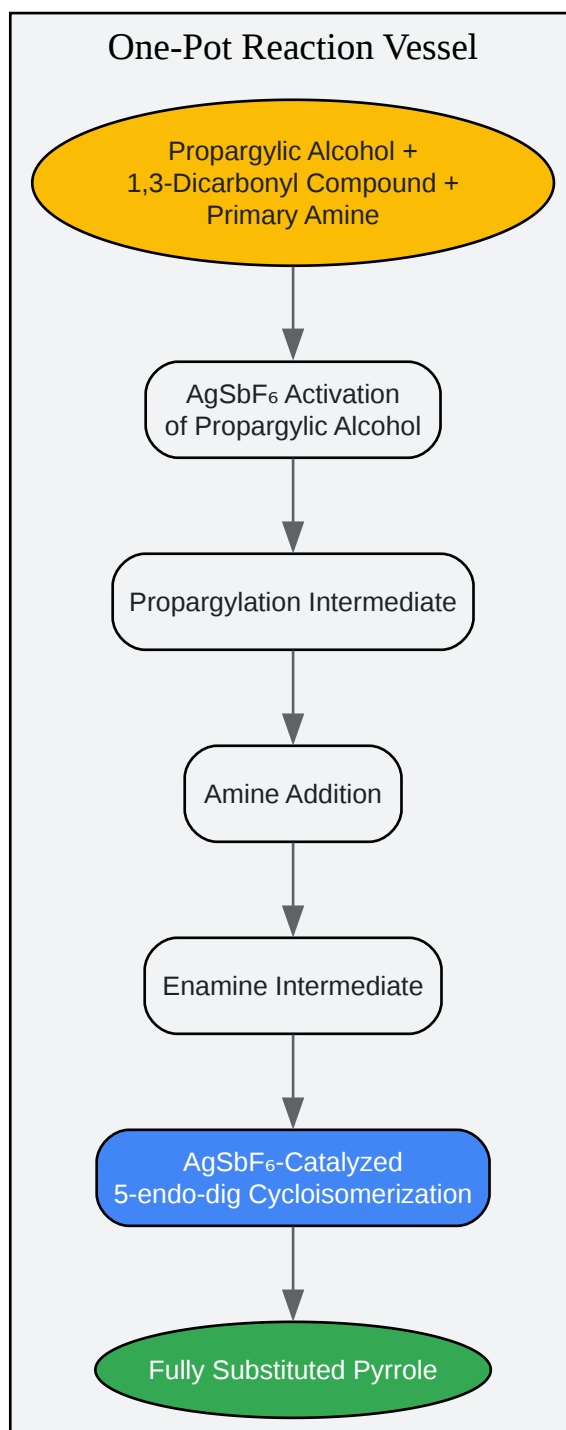 One-Pot Reaction Vessel
Propargylic Alcohol +
1,3-Dicarbonyl Compound +
Primary Amine
AgSbF₆ Activation
of Propargylic Alcohol
Propargylation Intermediate
Amine Addition
Enamine Intermediate
AgSbF₆-Catalyzed
5-endo-dig Cycloisomerization
Fully Substituted Pyrrole